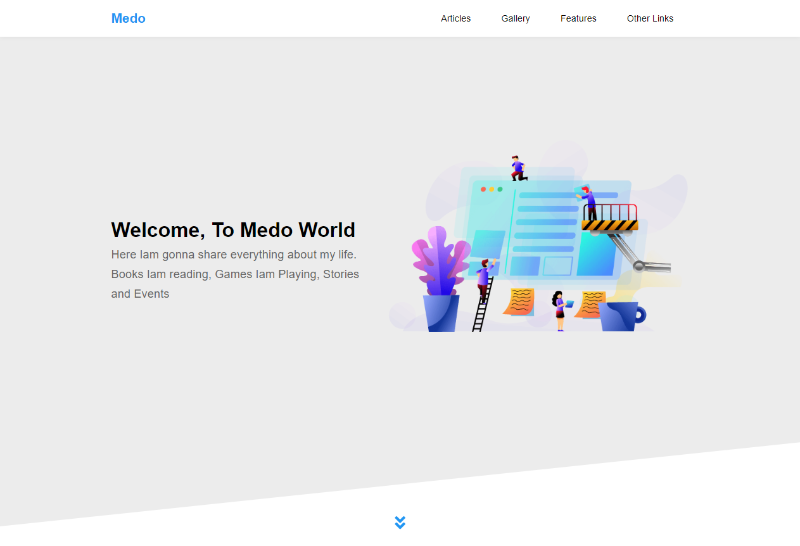 Medo
Articles
Gallery
Features
Other Links
Welcome, To Medo World
Here Iam gonna share everything about my life.
Books Iam reading, Games Iam Playing, Stories
and Events